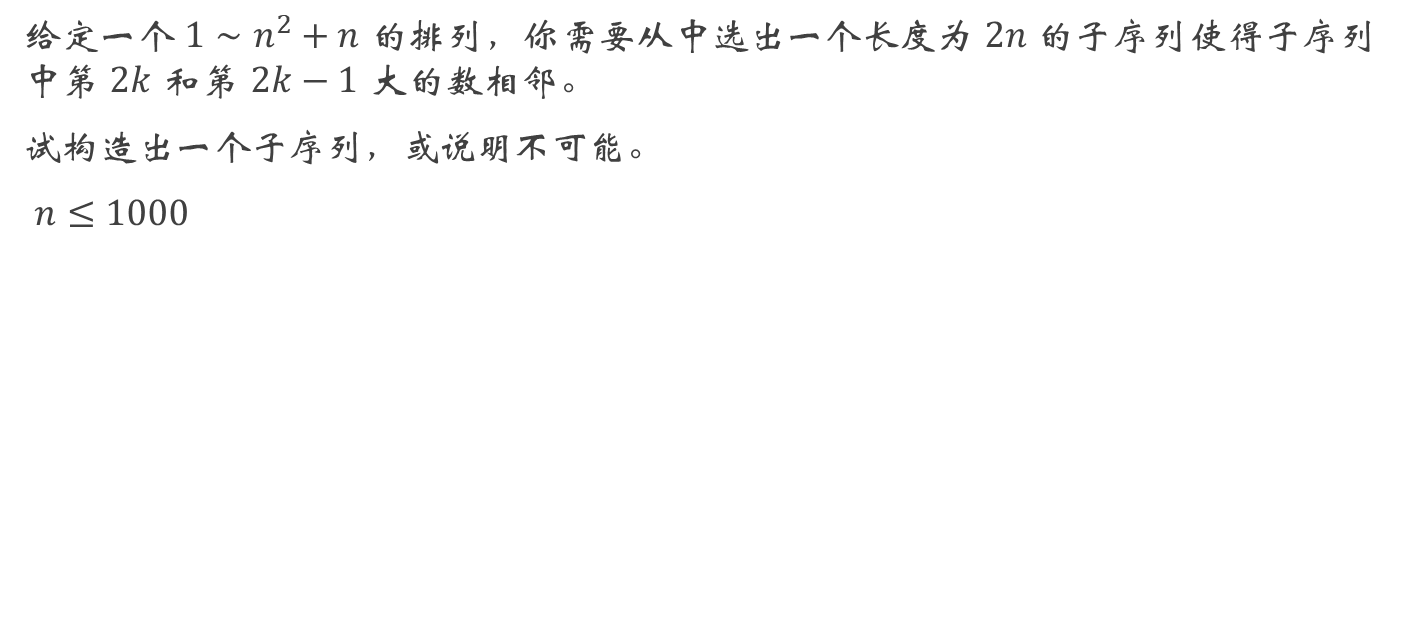 给定一个 1 ~ n² + n 的排列，你需要从中选出一个长度为 2n 的子序列使得子序列
中第 2k 和第 2k − 1 大的数相邻。
试构造出一个子序列，或说明不可能。
n ≤ 1000